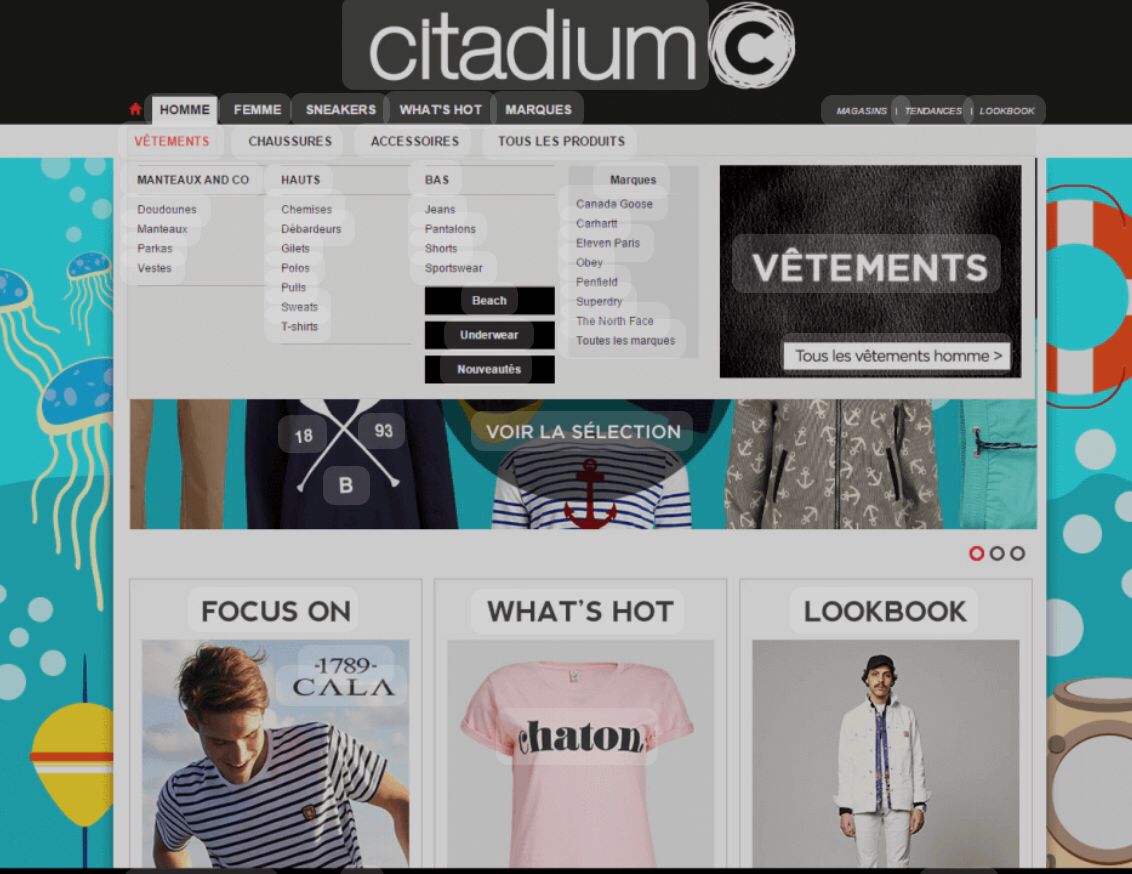 citadium C
HOMME FEMME SNEAKERS WHAT'S HOT MARQUES
MAGASINS | TENDANCES | LOOKBOOK
VÊTEMENTS CHAUSSURES ACCESSOIRES TOUS LES PRODUITS
MANTEAUX AND CO
Doudounes
Manteaux
Parkas
Vestes
HAUTS
Chemises
Débardeurs
Gilets
Polos
Pulls
Sweats
T-shirts
BAS
Jeans
Pantalons
Shorts
Sportswear
Beach
Underwear
Nouveautés
Marques
Canada Goose
Carhartt
Eleven Paris
Obey
Penfield
Superdry
The North Face
Toutes les marques
VÊTEMENTS
Tous les vêtements homme >
18 93
B
VOIR LA SÉLECTION
FOCUS ON
-1789-
CALA
WHAT'S HOT
chaton.
LOOKBOOK